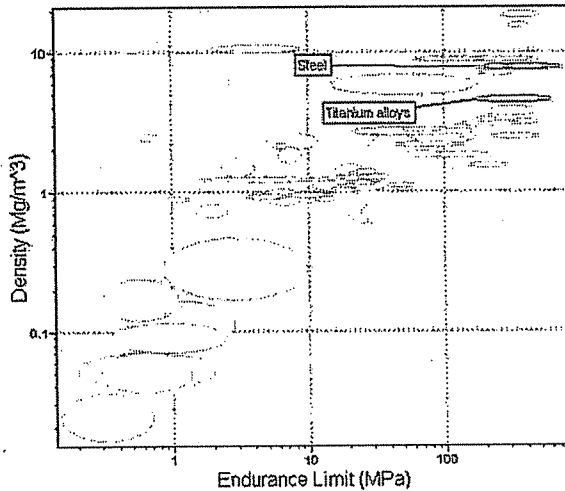 10
Steel
Titanium alloys
1
0.1
Density (Mg/m^3)
1
10
100
Endurance Limit (MPa)